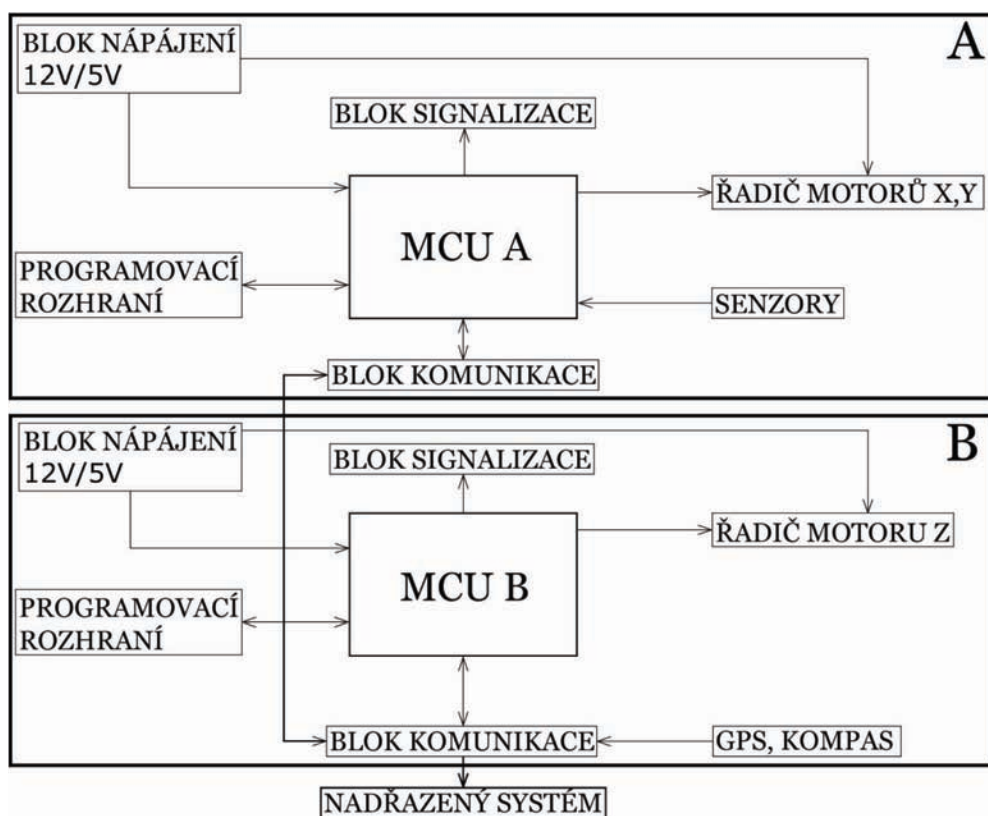 A
BLOK NÁPÁJENÍ
12V/5V
BLOK SIGNALIZACE
ŘADIČ MOTORŮ X,Y
MCU A
PROGRAMOVACÍ
ROZHRANÍ
SENZORY
BLOK KOMUNIKACE
B
BLOK NÁPÁJENÍ
12V/5V
BLOK SIGNALIZACE
ŘADIČ MOTORU Z
MCU B
PROGRAMOVACÍ
ROZHRANÍ
BLOK KOMUNIKACE
GPS, KOMPAS
NADŘAZENÝ SYSTÉM